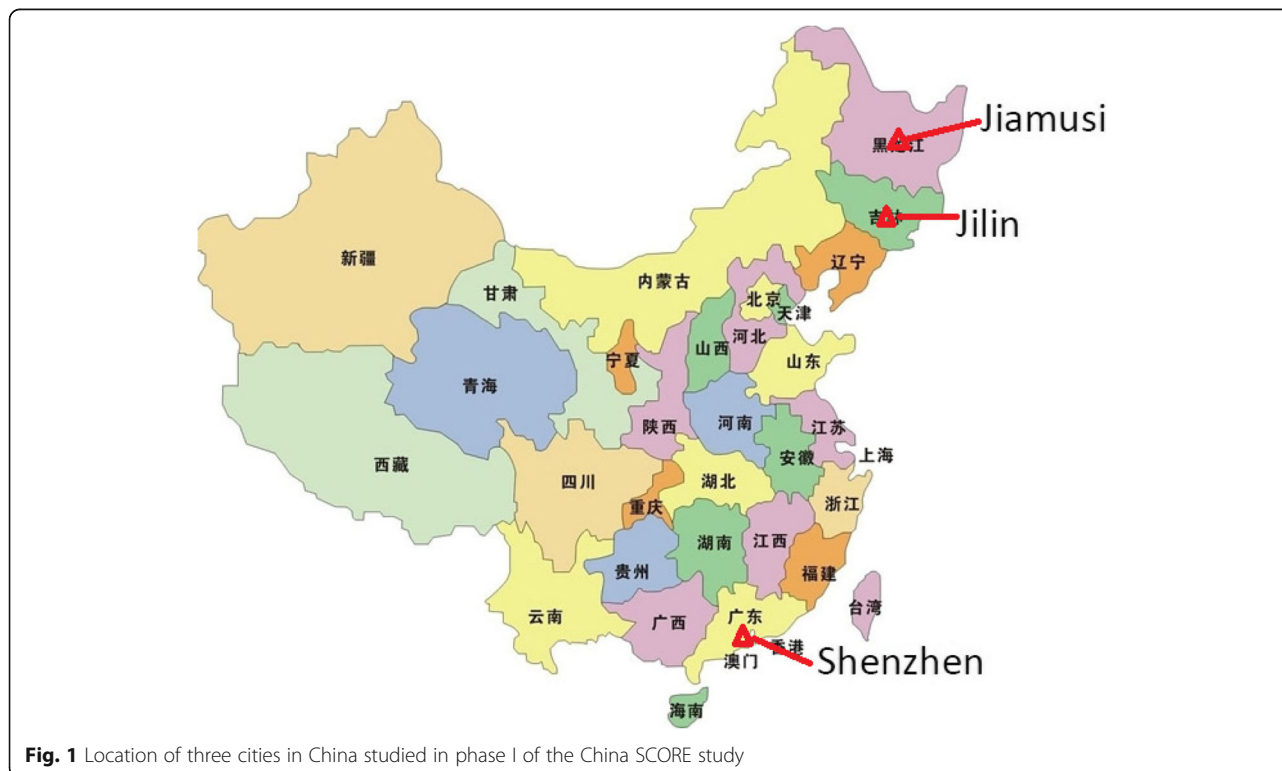 Jiamusi
黑龙江
Jilin
吉林
辽宁
新疆
内蒙古
甘肃
北京
天津
河北
山西
宁夏
山东
青海
陕西
河南
江苏
西藏
安徽
上海
四川
湖北
重庆
浙江
湖南
江西
贵州
福建
云南
广西
广东
台湾
香港
澳门
Shenzhen
海南
Fig. 1 Location of three cities in China studied in phase I of the China SCORE study